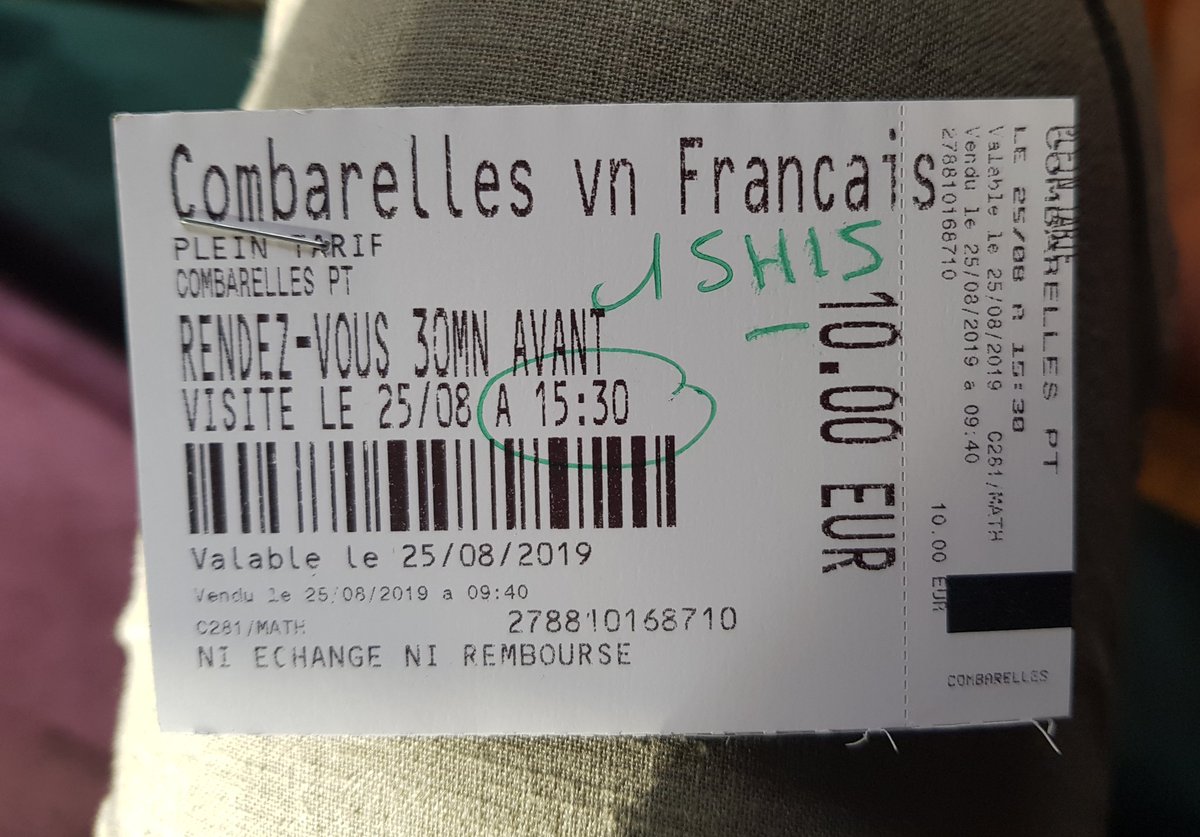 Combarelles vn Francais
PLEIN TARIF
COMBARELLES PT
15H15
RENDEZ-VOUS 30MN AVANT
VISITE LE 25/08 A 15:30
10.00 EUR
Valable le 25/08/2019
Vendu le 25/08/2019 a 09:40
C281/MATH
278810168710
NI ECHANGE NI REMBOURSE
PLEIN TARIF
COMBARELLES PT
LE 25/08 A 15:30
Valable le 25/08/2019 C281/MATH
Vendu le 25/08/2019 a 09:40
278810168710
10.00 EUR
COMBARELLES